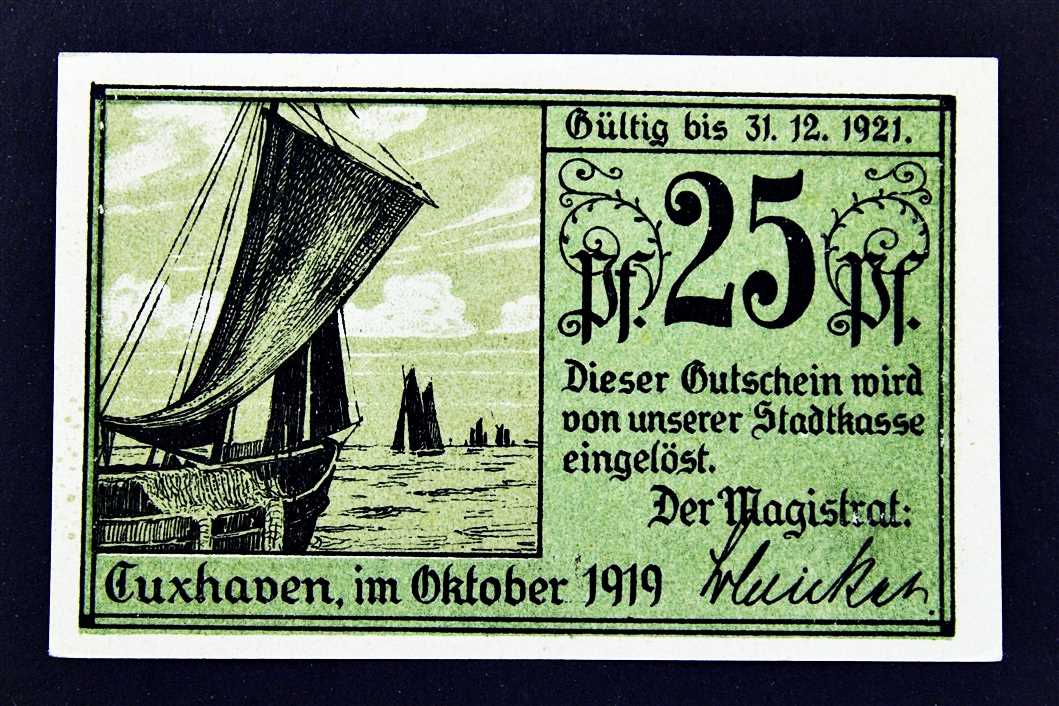 Gültig bis 31. 12. 1921.
Pf. 25 Pf.
Dieser Gutschein wird
von unserer Stadtkasse
eingelöst.
Der Magistrat:
Cuxhaven, im Oktober 1919